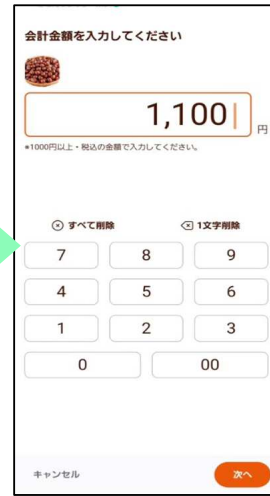 会計金額を入力してください
1,100 円
*1000円以上・税込の金額で入力してください。
すべて削除 1文字削除
7 8 9
4 5 6
1 2 3
0 00
キャンセル 次へ